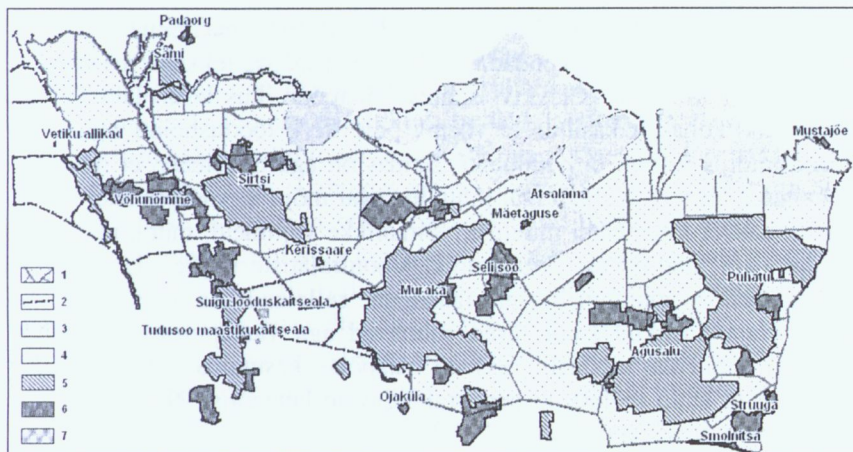 Padaorg
Sämi
Mustajõe
Vetiku allikad
Sirtsi
Atsalama
Vohunõmme
Mäetaguse
Kerissaare
Selisoo
Muraka
Puhatu
Suigu looduskaitseala
Tudusoo maastikukaitseala
Agusalu
Ojaküla
Struuga
Smolnitsa
1
2
3
4
5
6
7